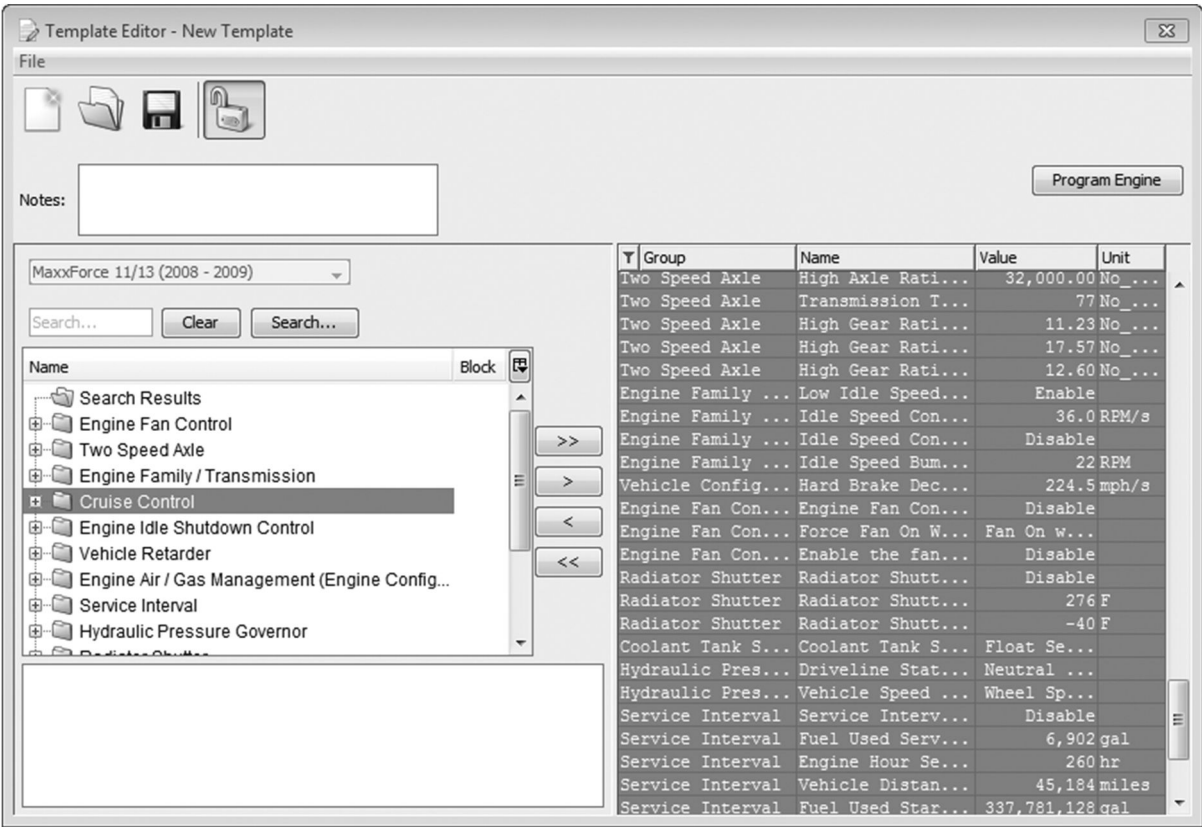 Template Editor - New Template
File
Notes:
Program Engine
MaxxForce 11/13 (2008 - 2009)
Search...
Clear
Search...
Name Block
Search Results
Engine Fan Control
Two Speed Axle
Engine Family / Transmission
Cruise Control
Engine Idle Shutdown Control
Vehicle Retarder
Engine Air / Gas Management (Engine Config...
Service Interval
Hydraulic Pressure Governor
Radiator Shutter
>>
>
<
<<
Group Name Value Unit
Two Speed Axle High Axle Rati... 32,000.00 No_...
Two Speed Axle Transmission T... 77 No_...
Two Speed Axle High Gear Rati... 11.23 No_...
Two Speed Axle High Gear Rati... 17.57 No_...
Two Speed Axle High Gear Rati... 12.60 No_...
Engine Family ... Low Idle Speed... Enable
Engine Family ... Idle Speed Con... 36.0 RPM/s
Engine Family ... Idle Speed Con... Disable
Engine Family ... Idle Speed Bum... 22 RPM
Vehicle Config... Hard Brake Dec... 224.5 mph/s
Engine Fan Con... Engine Fan Con... Disable
Engine Fan Con... Force Fan On W... Fan On w...
Engine Fan Con... Enable the fan... Disable
Radiator Shutter Radiator Shutt... Disable
Radiator Shutter Radiator Shutt... 276 F
Radiator Shutter Radiator Shutt... -40 F
Coolant Tank S... Coolant Tank S... Float Se...
Hydraulic Pres... Driveline Stat... Neutral ...
Hydraulic Pres... Vehicle Speed ... Wheel Sp...
Service Interval Service Interv... Disable
Service Interval Fuel Used Serv... 6,902 gal
Service Interval Engine Hour Se... 260 hr
Service Interval Vehicle Distan... 45,184 miles
Service Interval Fuel Used Star... 337,781,128 gal